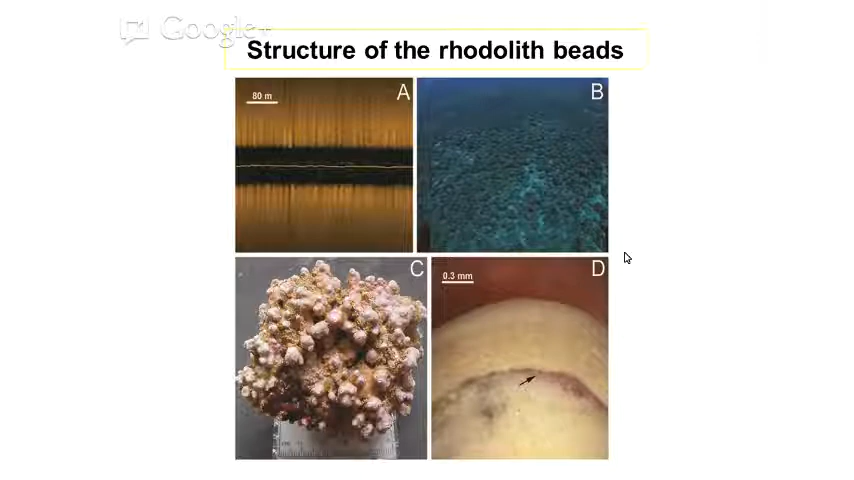 Google+
Structure of the rhodolith beads
80 m
A
B
C
0.3 mm
D